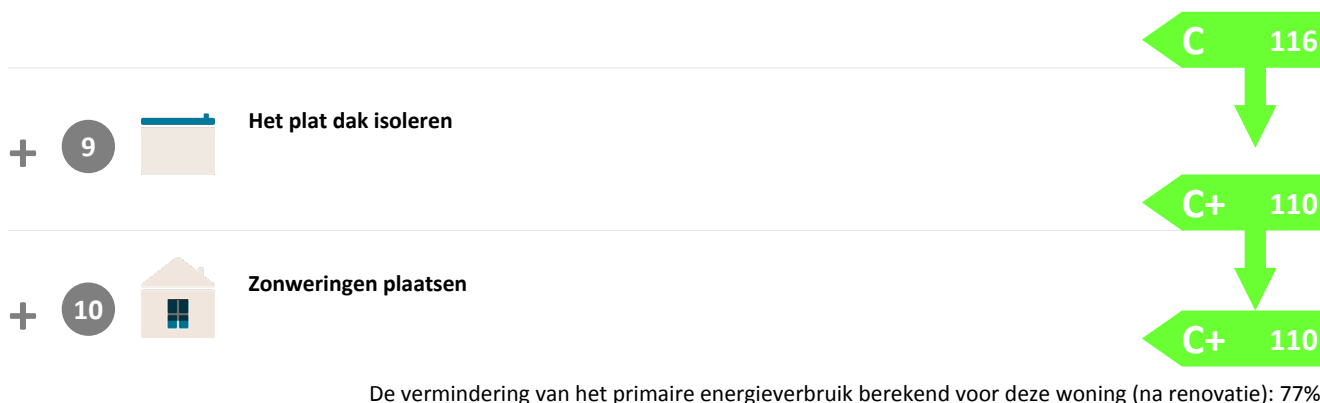 C 116
+ 9 Het plat dak isoleren
C+ 110
+ 10 Zonweringen plaatsen
C+ 110
De vermindering van het primaire energieverbruik berekend voor deze woning (na renovatie): 77%